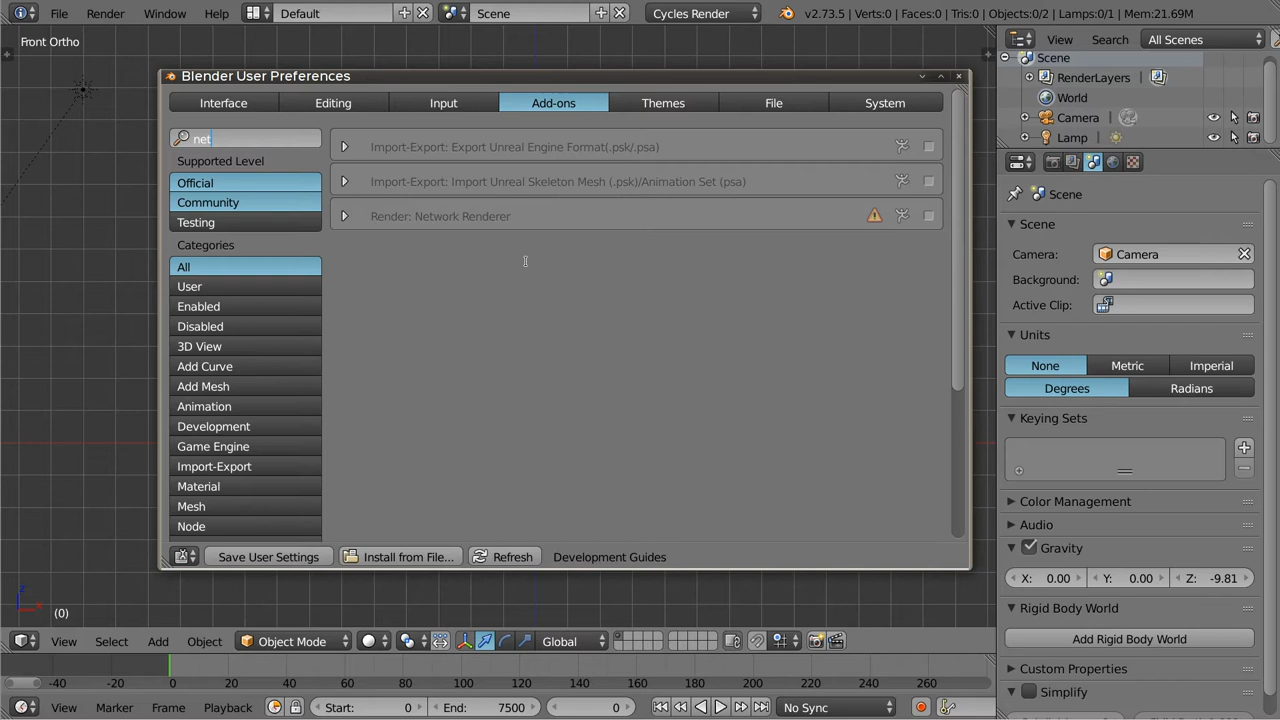 File Render Window Help Default Scene Cycles Render v2.73.5 | Verts:0 | Faces:0 | Tris:0 | Objects:0/2 | Lamps:0/1 | Mem:21.69M
Front Ortho
View Search All Scenes
Scene
RenderLayers
World
Camera
Lamp
Blender User Preferences
Interface Editing Input Add-ons Themes File System
net
Supported Level
Official
Community
Testing
Categories
All
User
Enabled
Disabled
3D View
Add Curve
Add Mesh
Animation
Development
Game Engine
Import-Export
Material
Mesh
Node
Import-Export: Export Unreal Engine Format(.psk/.psa)
Import-Export: Import Unreal Skeleton Mesh (.psk)/Animation Set (psa)
Render: Network Renderer
Save User Settings Install from File... Refresh Development Guides
Scene
Scene
Camera: Camera
Background:
Active Clip:
Units
None Metric Imperial
Degrees Radians
Keying Sets
Color Management
Audio
Gravity
X: 0.00 Y: 0.00 Z: -9.81
Rigid Body World
Add Rigid Body World
Custom Properties
Simplify
z
x
(0)
View Select Add Object Object Mode Global
-40 -20 0 20 40 60 80 100 120 140 160 180 200 220 240 260
View Marker Frame Playback Start: 0 End: 7500 0 No Sync